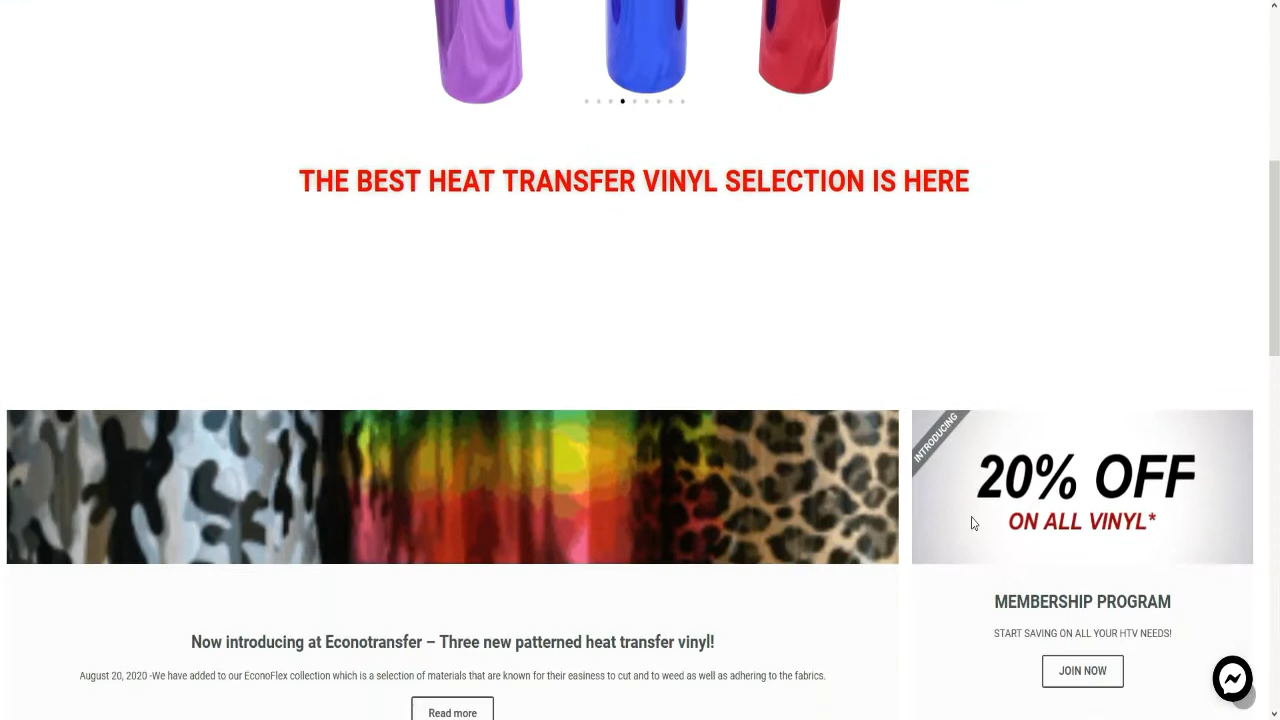 THE BEST HEAT TRANSFER VINYL SELECTION IS HERE
INTRODUCING
20% OFF
ON ALL VINYL*
Now introducing at Econotransfer – Three new patterned heat transfer vinyl!
August 20, 2020 -We have added to our EconoFlex collection which is a selection of materials that are known for their easiness to cut and to weed as well as adhering to the fabrics.
Read more
MEMBERSHIP PROGRAM
START SAVING ON ALL YOUR HTV NEEDS!
JOIN NOW